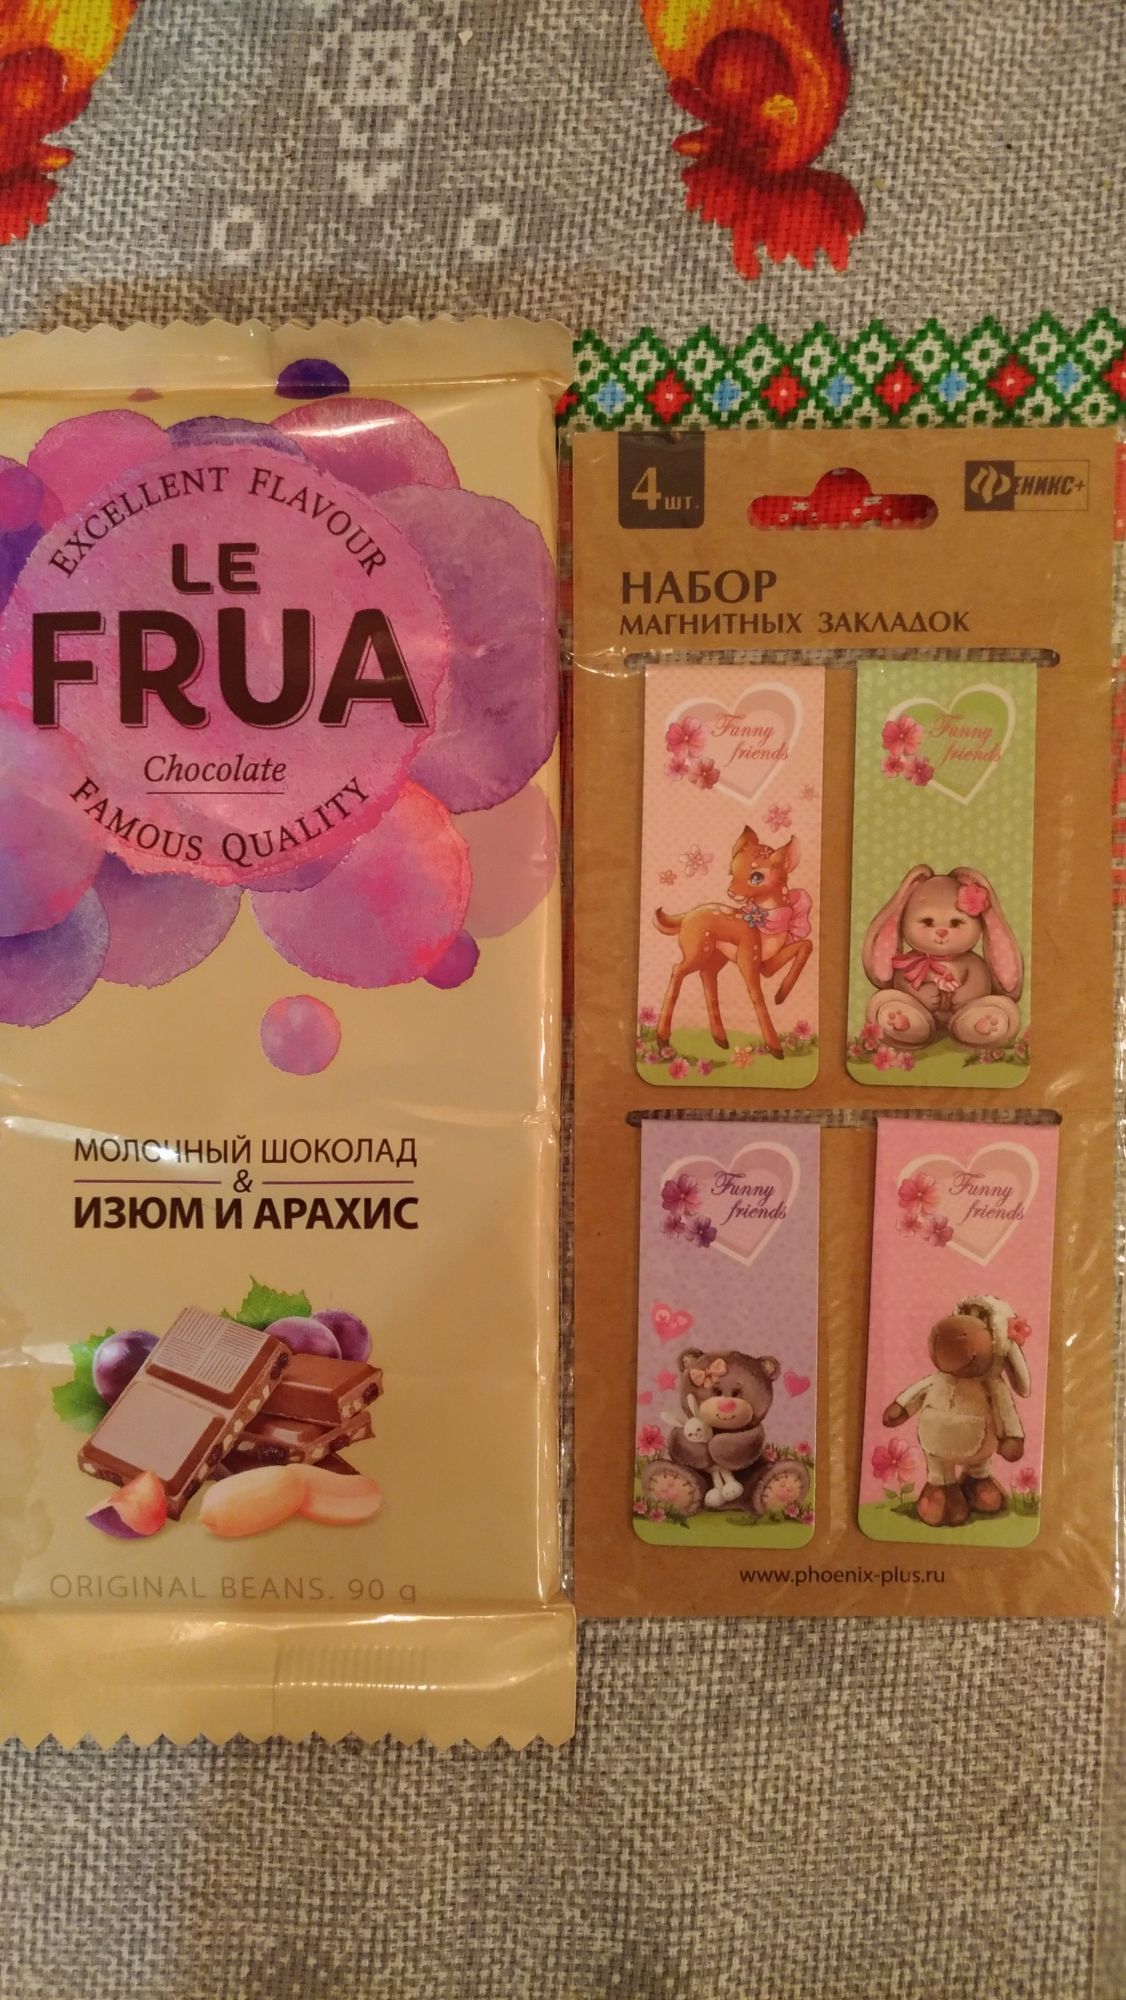 EXCELLENT FLAVOUR
LE
FRUA
Chocolate
FAMOUS QUALITY
МОЛОЧНЫЙ ШОКОЛАД
&
ИЗЮМ И АРАХИС
ORIGINAL BEANS. 90 g
4 шт.
ФЕНИКС+
НАБОР
МАГНИТНЫХ ЗАКЛАДОК
Funny
friends
Funny
friends
Funny
friends
Funny
friends
www.phoenix-plus.ru